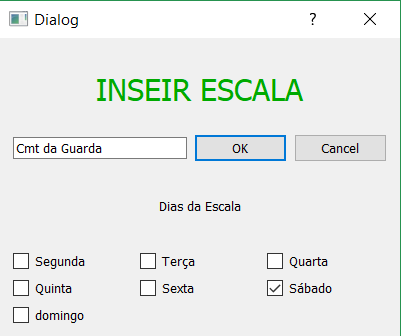 Dialog ?
INSEIR ESCALA
Cmt da Guarda OK Cancel
Dias da Escala
Segunda Terça Quarta
Quinta Sexta Sábado
domingo